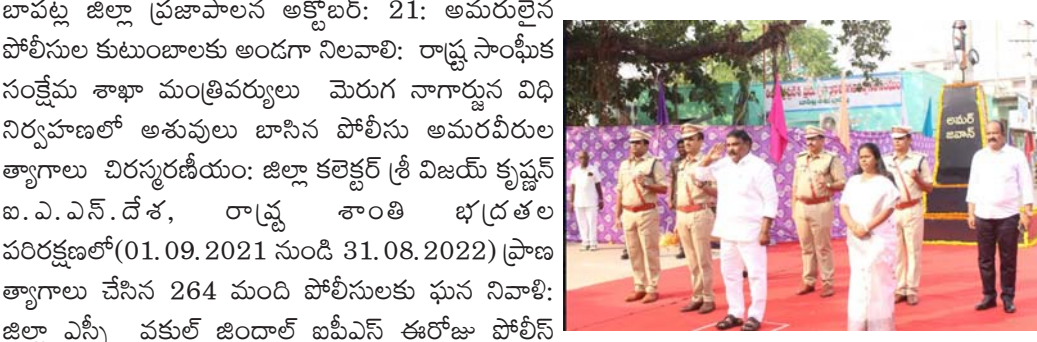 బాపట్ల జిల్లా ప్రజాపాలన అక్టోబర్: 21: అమరులైన
పోలీసుల కుటుంబాలకు అండగా నిలవాలి: రాష్ట్ర సాంఘీక
సంక్షేమ శాఖా మంత్రివర్యులు మెరుగ నాగార్జున విధి
నిర్వహణలో అశువులు బాసిన పోలీసు అమరవీరుల
త్యాగాలు చిరస్మరణీయం: జిల్లా కలెక్టర్ శ్రీ విజయ్ కృష్ణన్
ఐ.ఎ.ఎన్.దేశ, రాష్ట్ర శాంతి భద్రతల
పరిరక్షణలో(01.09.2021 నుండి 31.08.2022) ప్రాణ
త్యాగాలు చేసిన 264 మంది పోలీసులకు ఘన నివాళి:
జిల్లా ఎస్పీ వకుల్ జిందాల్ ఐపీఎస్ ఈరోజు పోలీస్
అమర్
జవాన్